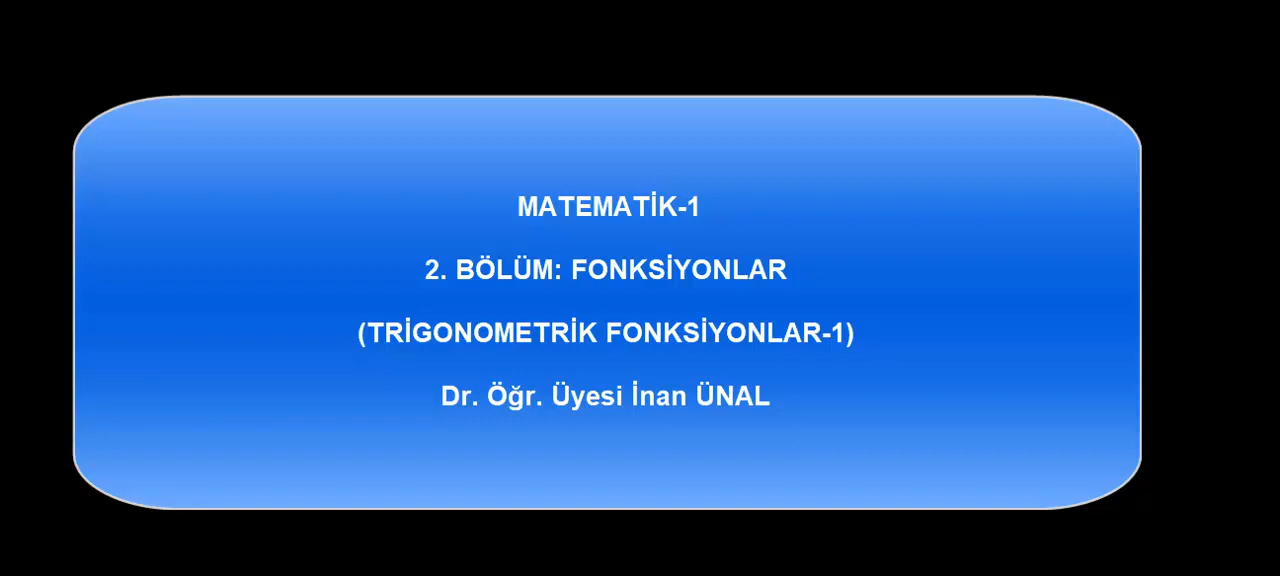 MATEMATİK-1
2. BÖLÜM: FONKSİYONLAR
(TRİGONOMETRİK FONKSİYONLAR-1)
Dr. Öğr. Üyesi İnan ÜNAL